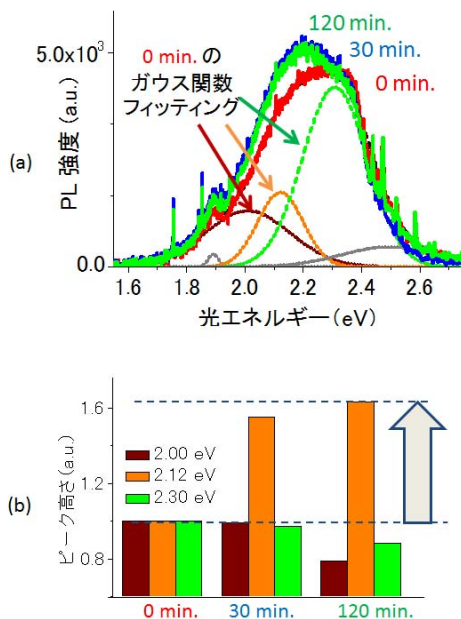 (a)
PL 強度 (a.u.)
5.0x10³
0.0
0 min. の
ガウス関数
フィッティング
120 min.
30 min.
0 min.
1.6 1.8 2.0 2.2 2.4 2.6
光エネルギー(eV)
(b)
ピーク高さ(a.u.)
1.6
1.2
0.8
2.00 eV
2.12 eV
2.30 eV
0 min. 30 min. 120 min.